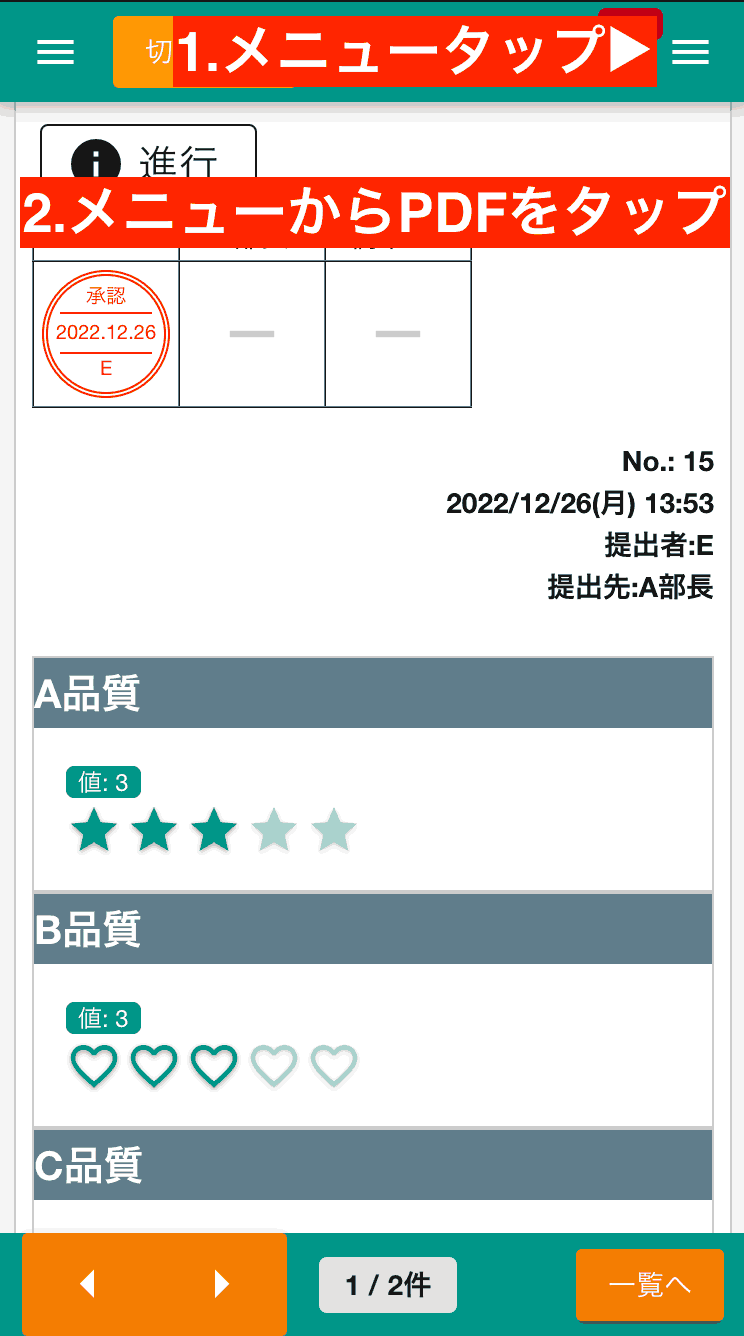 切
1.メニュータップ▶
進行
2.メニューからPDFをタップ
承認
2022.12.26
E
No.: 15
2022/12/26(月) 13:53
提出者:E
提出先:A部長
A品質
値: 3
B品質
値: 3
C品質
1 / 2件
一覧へ